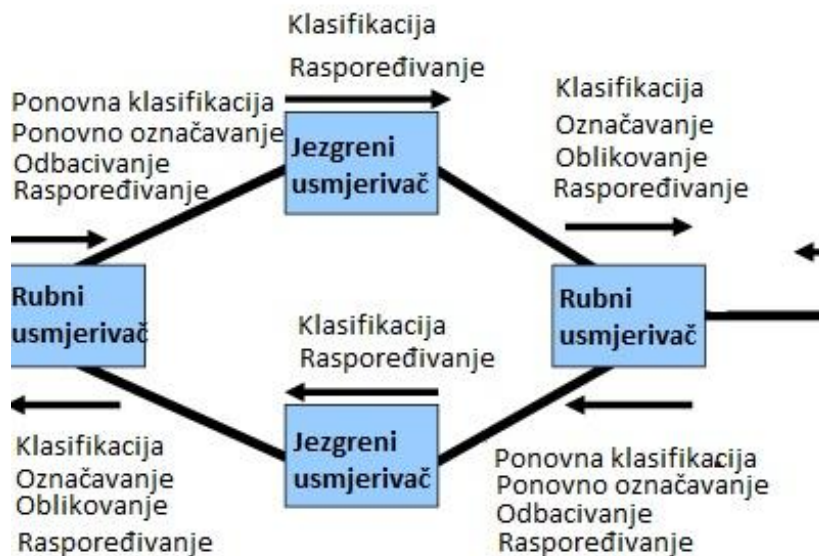 Klasifikacija
Raspoređivanje
Ponovna klasifikacija
Ponovno označavanje
Odbacivanje
Raspoređivanje
Jezgreni
usmjerivač
Klasifikacija
Označavanje
Oblikovanje
Raspoređivanje
Rubni
usmjerivač
Klasifikacija
Raspoređivanje
Rubni
usmjerivač
Jezgreni
usmjerivač
Klasifikacija
Označavanje
Oblikovanje
Raspoređivanje
Ponovna klasifikacija
Ponovno označavanje
Odbacivanje
Raspoređivanje